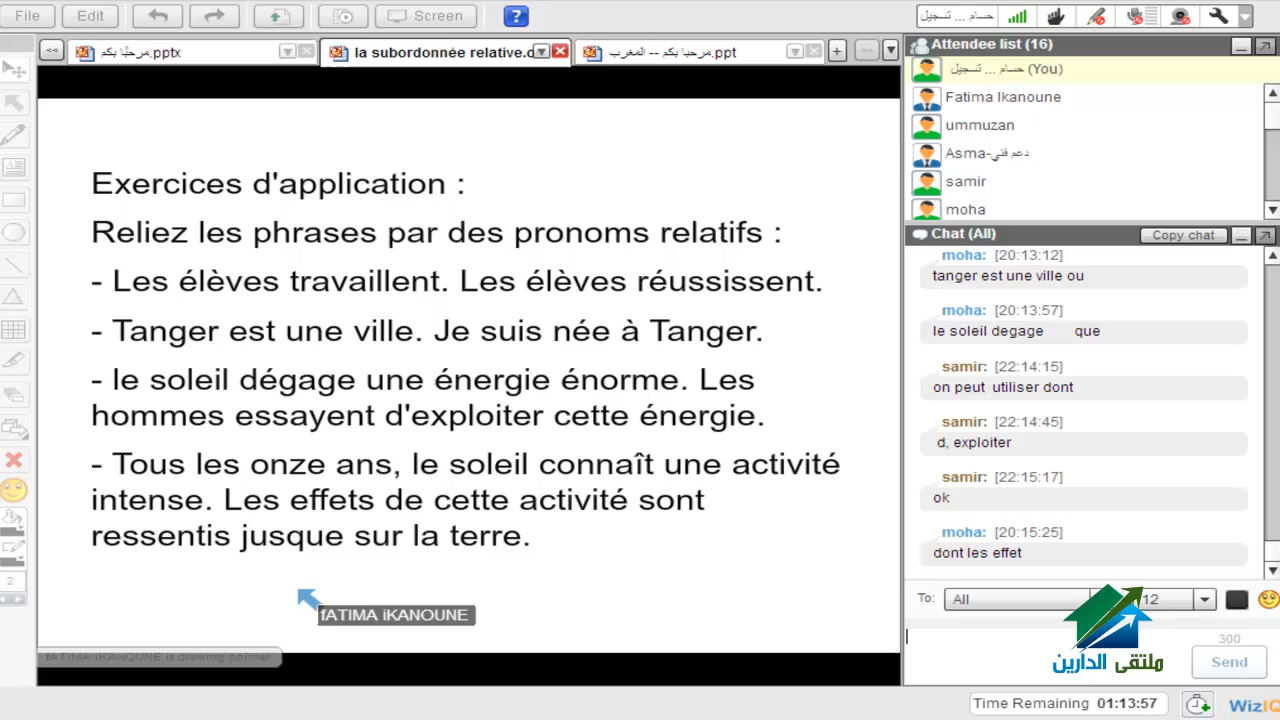 File Edit Screen ?
حسام ... تسجيل
<< مرحبا بكم.pptx la subordonnée relative.d مرحبا بكم -- المغرب.ppt + >>
Attendee list (16)
حسام ... تسجيل (You)
Fatima Ikanoune
ummuzan
Asma-دعم فني
samir
moha
Exercices d'application :
Reliez les phrases par des pronoms relatifs :
- Les élèves travaillent. Les élèves réussissent.
- Tanger est une ville. Je suis née à Tanger.
- le soleil dégage une énergie énorme. Les
hommes essayent d'exploiter cette énergie.
- Tous les onze ans, le soleil connaît une activité
intense. Les effets de cette activité sont
ressentis jusque sur la terre.
fATIMA iKANOUNE
fATIMA iKANOUNE is drawing pointer
2
Chat (All) Copy chat
moha: [20:13:12]
tanger est une ville ou
moha: [20:13:57]
le soleil degage que
samir: [22:14:15]
on peut utiliser dont
samir: [22:14:45]
d, exploiter
samir: [22:15:17]
ok
moha: [20:15:25]
dont les effet
To: All 12
ملتقى الدارين
300
Send
Time Remaining 01:13:57
WizIQ